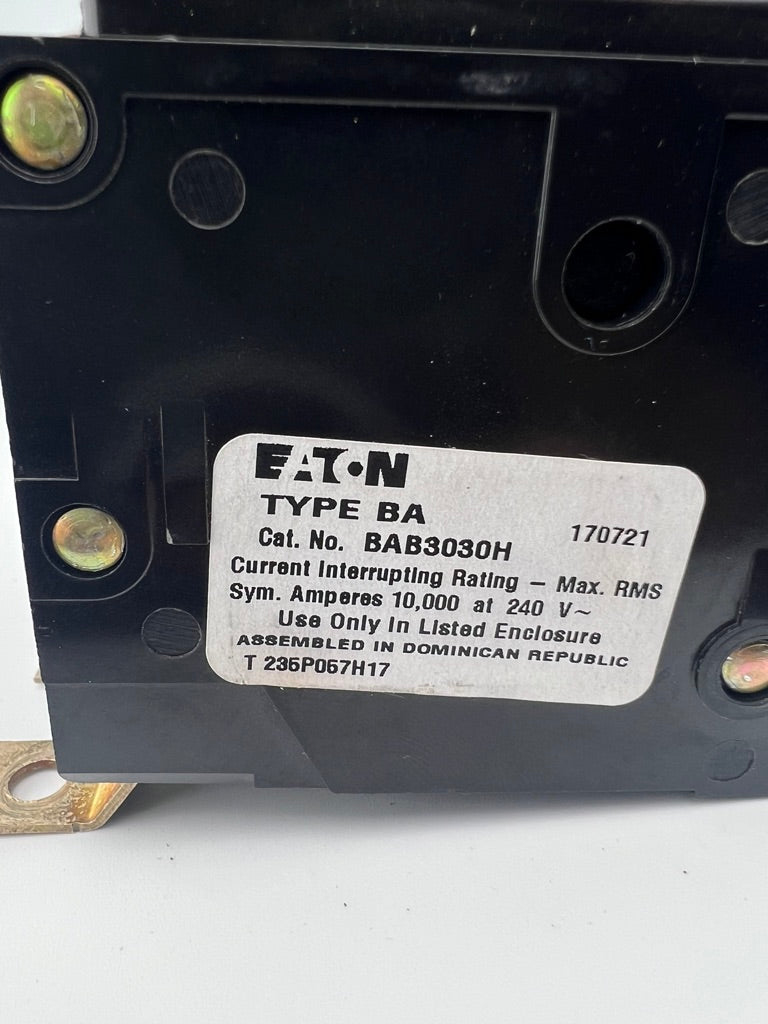 EATON
TYPE BA
170721
Cat. No. BAB3030H
Current Interrupting Rating – Max. RMS
Sym. Amperes 10,000 at 240 V~
Use Only In Listed Enclosure
ASSEMBLED IN DOMINICAN REPUBLIC
T 235P057H17